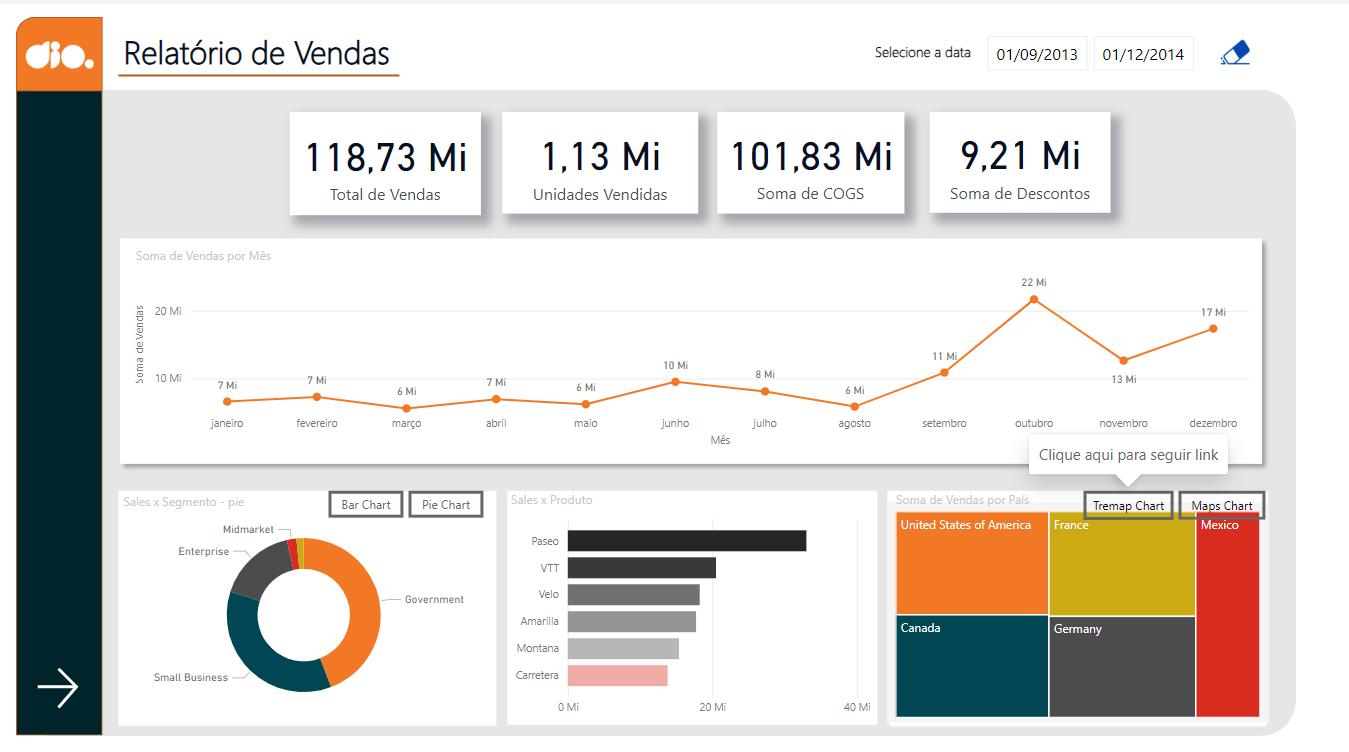 dio.
Relatório de Vendas
Selecione a data
01/09/2013
01/12/2014
118,73 Mi
Total de Vendas
1,13 Mi
Unidades Vendidas
101,83 Mi
Soma de COGS
9,21 Mi
Soma de Descontos
Soma de Vendas por Mês
Soma de Vendas
20 Mi
10 Mi
7 Mi
7 Mi
6 Mi
7 Mi
6 Mi
10 Mi
8 Mi
6 Mi
11 Mi
22 Mi
13 Mi
17 Mi
janeiro
fevereiro
março
abril
maio
junho
julho
agosto
setembro
outubro
novembro
dezembro
Mês
Clique aqui para seguir link
Sales x Segmento - pie
Bar Chart
Pie Chart
Midmarket
Enterprise
Government
Small Business
Sales x Produto
Paseo
VTT
Velo
Amarilla
Montana
Carretera
0 Mi
20 Mi
40 Mi
Soma de Vendas por País
Tremap Chart
Maps Chart
United States of America
France
Mexico
Canada
Germany